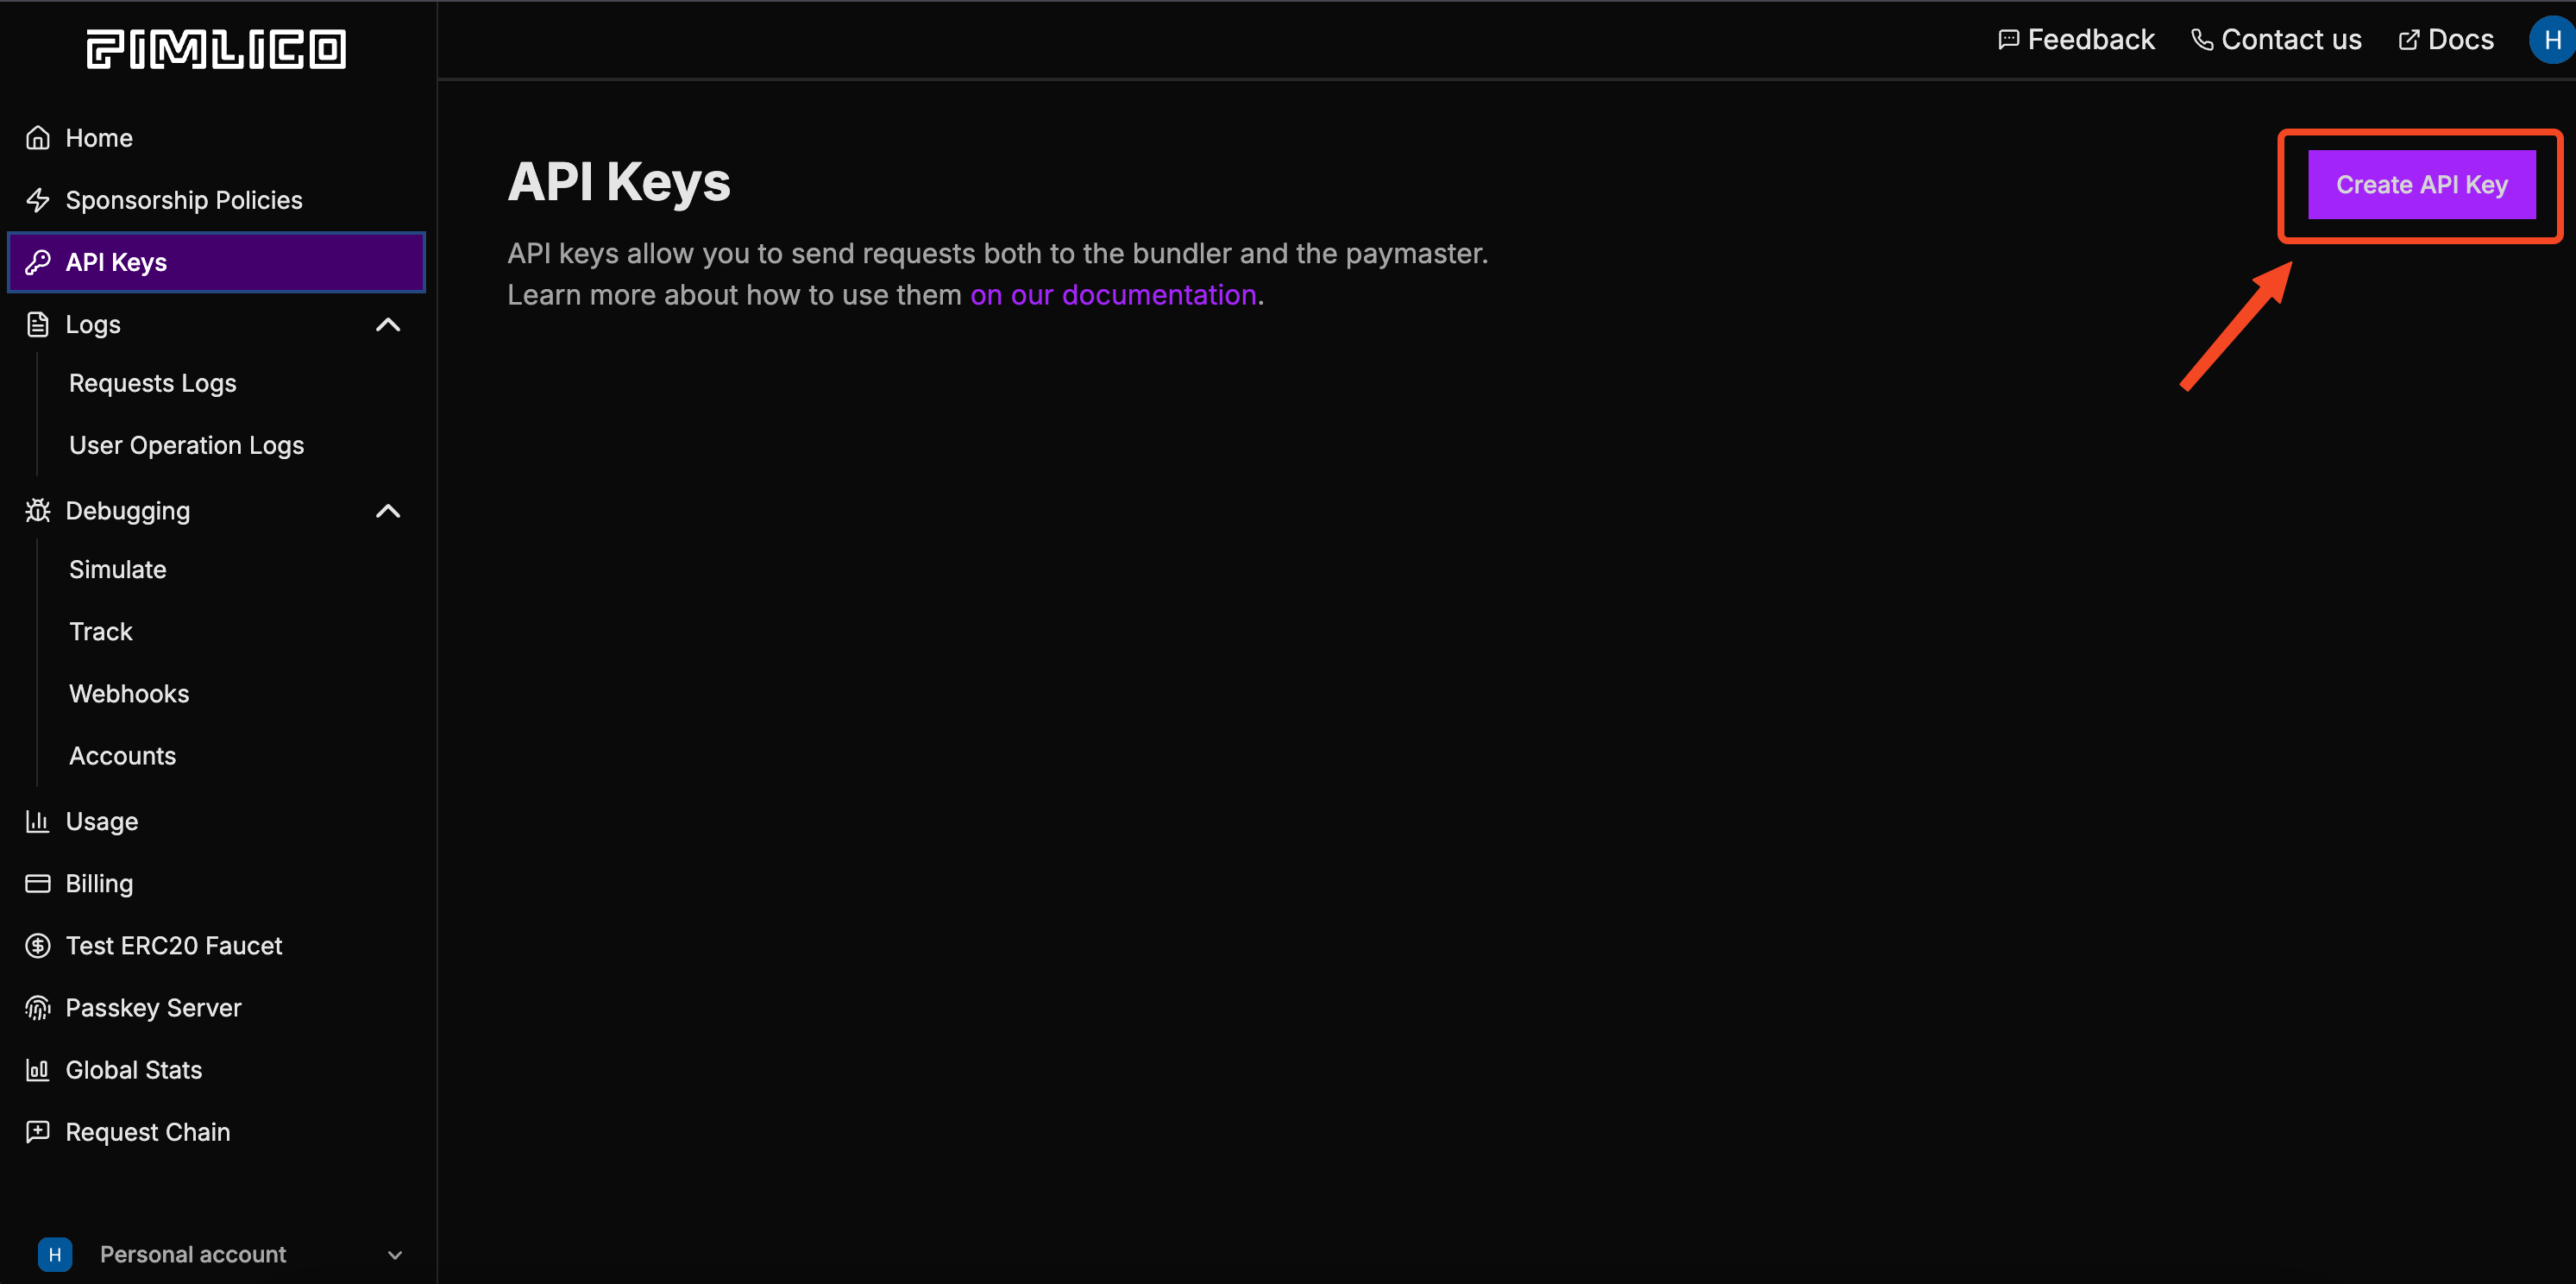 PIMLICO
Feedback
Contact us
Docs
H
Home
Sponsorship Policies
API Keys
Logs
Requests Logs
User Operation Logs
Debugging
Simulate
Track
Webhooks
Accounts
Usage
Billing
Test ERC20 Faucet
Passkey Server
Global Stats
Request Chain
H Personal account
API Keys
Create API Key
API keys allow you to send requests both to the bundler and the paymaster.
Learn more about how to use them on our documentation.